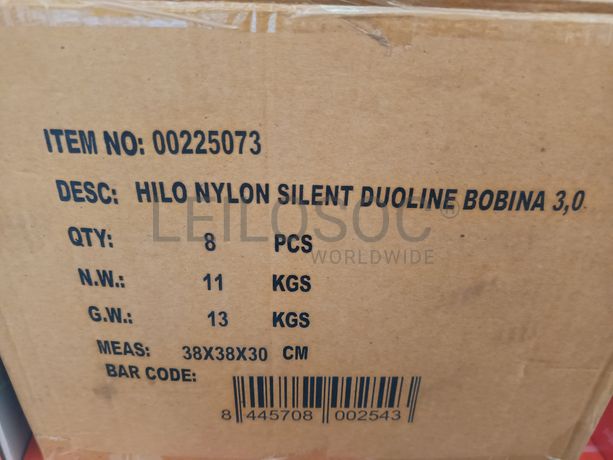 ITEM NO: 00225073
DESC: HILO NYLON SILENT DUOLINE BOBINA 3,0
LEILOSOC®
WORLDWIDE
QTY: 8 PCS
N.W.: 11 KGS
G.W.: 13 KGS
MEAS: 38X38X30 CM
BAR CODE:
8 445708 002543